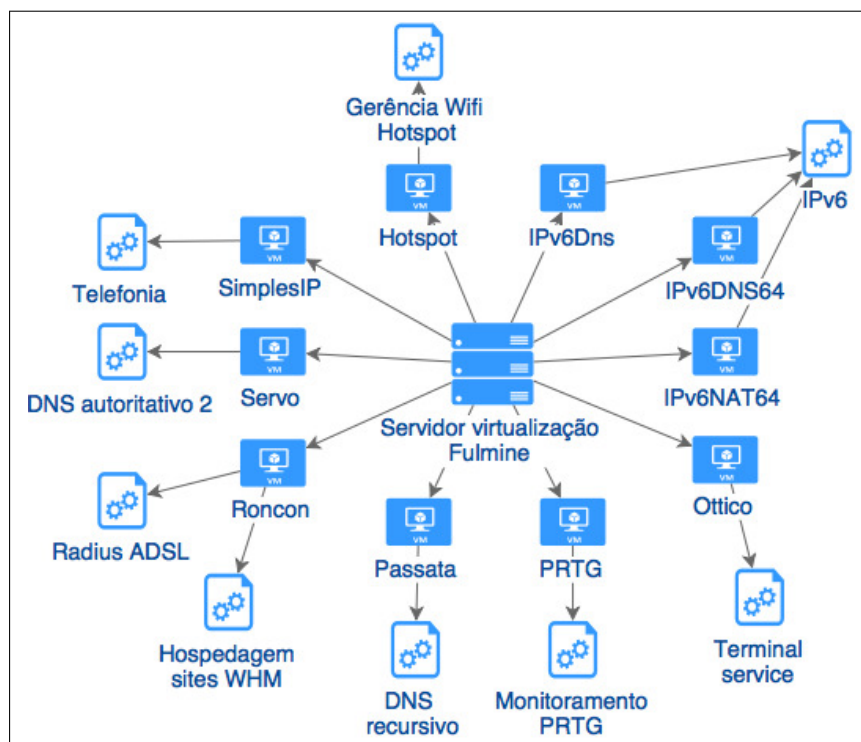 Gerência Wifi
Hotspot
VM
Hotspot
VM
IPv6Dns
IPv6
VM
SimplesIP
Telefonia
VM
IPv6DNS64
VM
Servo
DNS autoritativo 2
VM
IPv6NAT64
Servidor virtualização
Fulmine
VM
Roncon
Radius ADSL
Hospedagem
sites WHM
VM
Passata
DNS
recursivo
VM
PRTG
Monitoramento
PRTG
VM
Ottico
Terminal
service